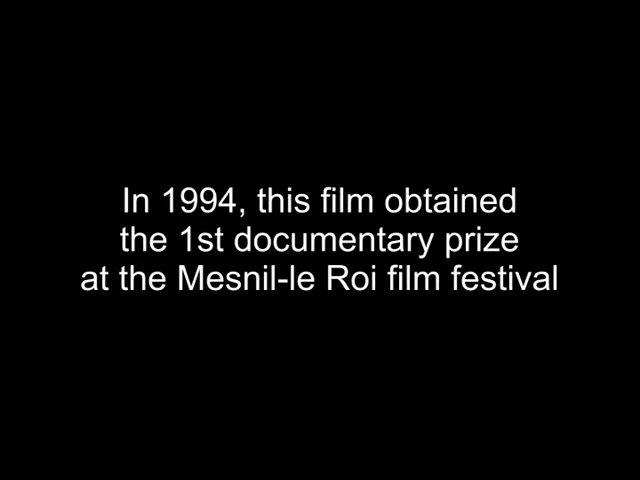 In 1994, this film obtained
the 1st documentary prize
at the Mesnil-le Roi film festival